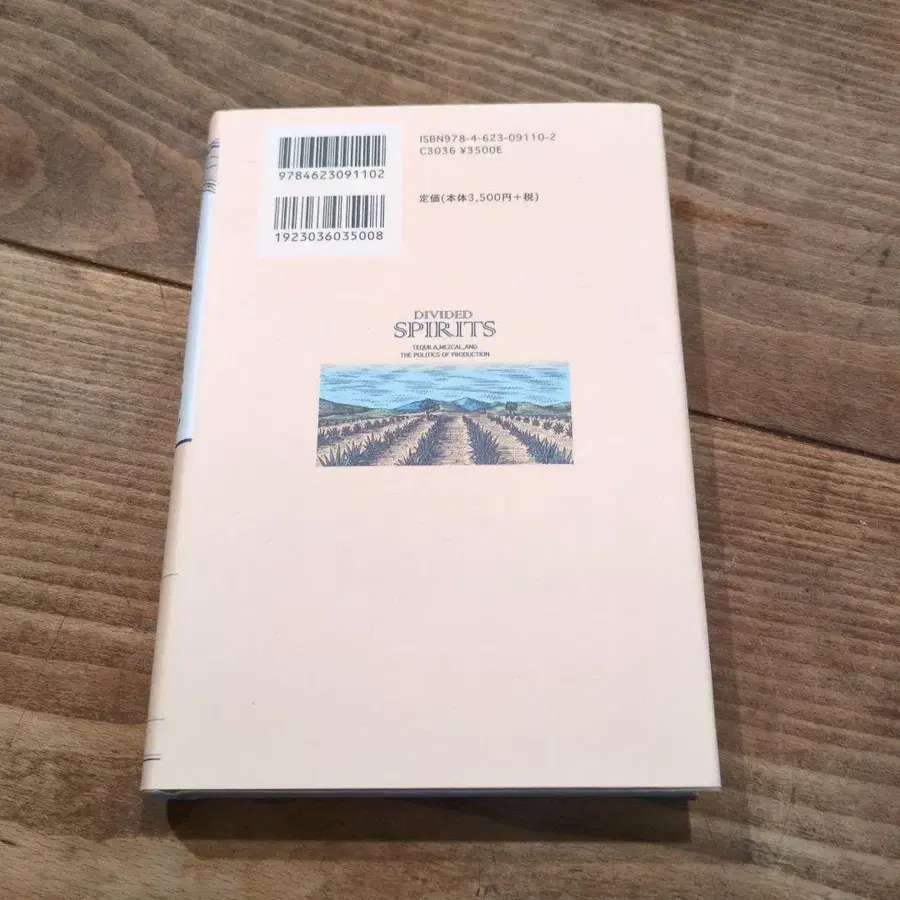 ISBN978-4-623-09110-2
C3036 ¥3500E
9784623091102
定価(本体3,500円+税)
1923036035008
DIVIDED
SPIRITS
TEQUILA,MEZCAL,AND
THE POLITICS OF PRODUCTION